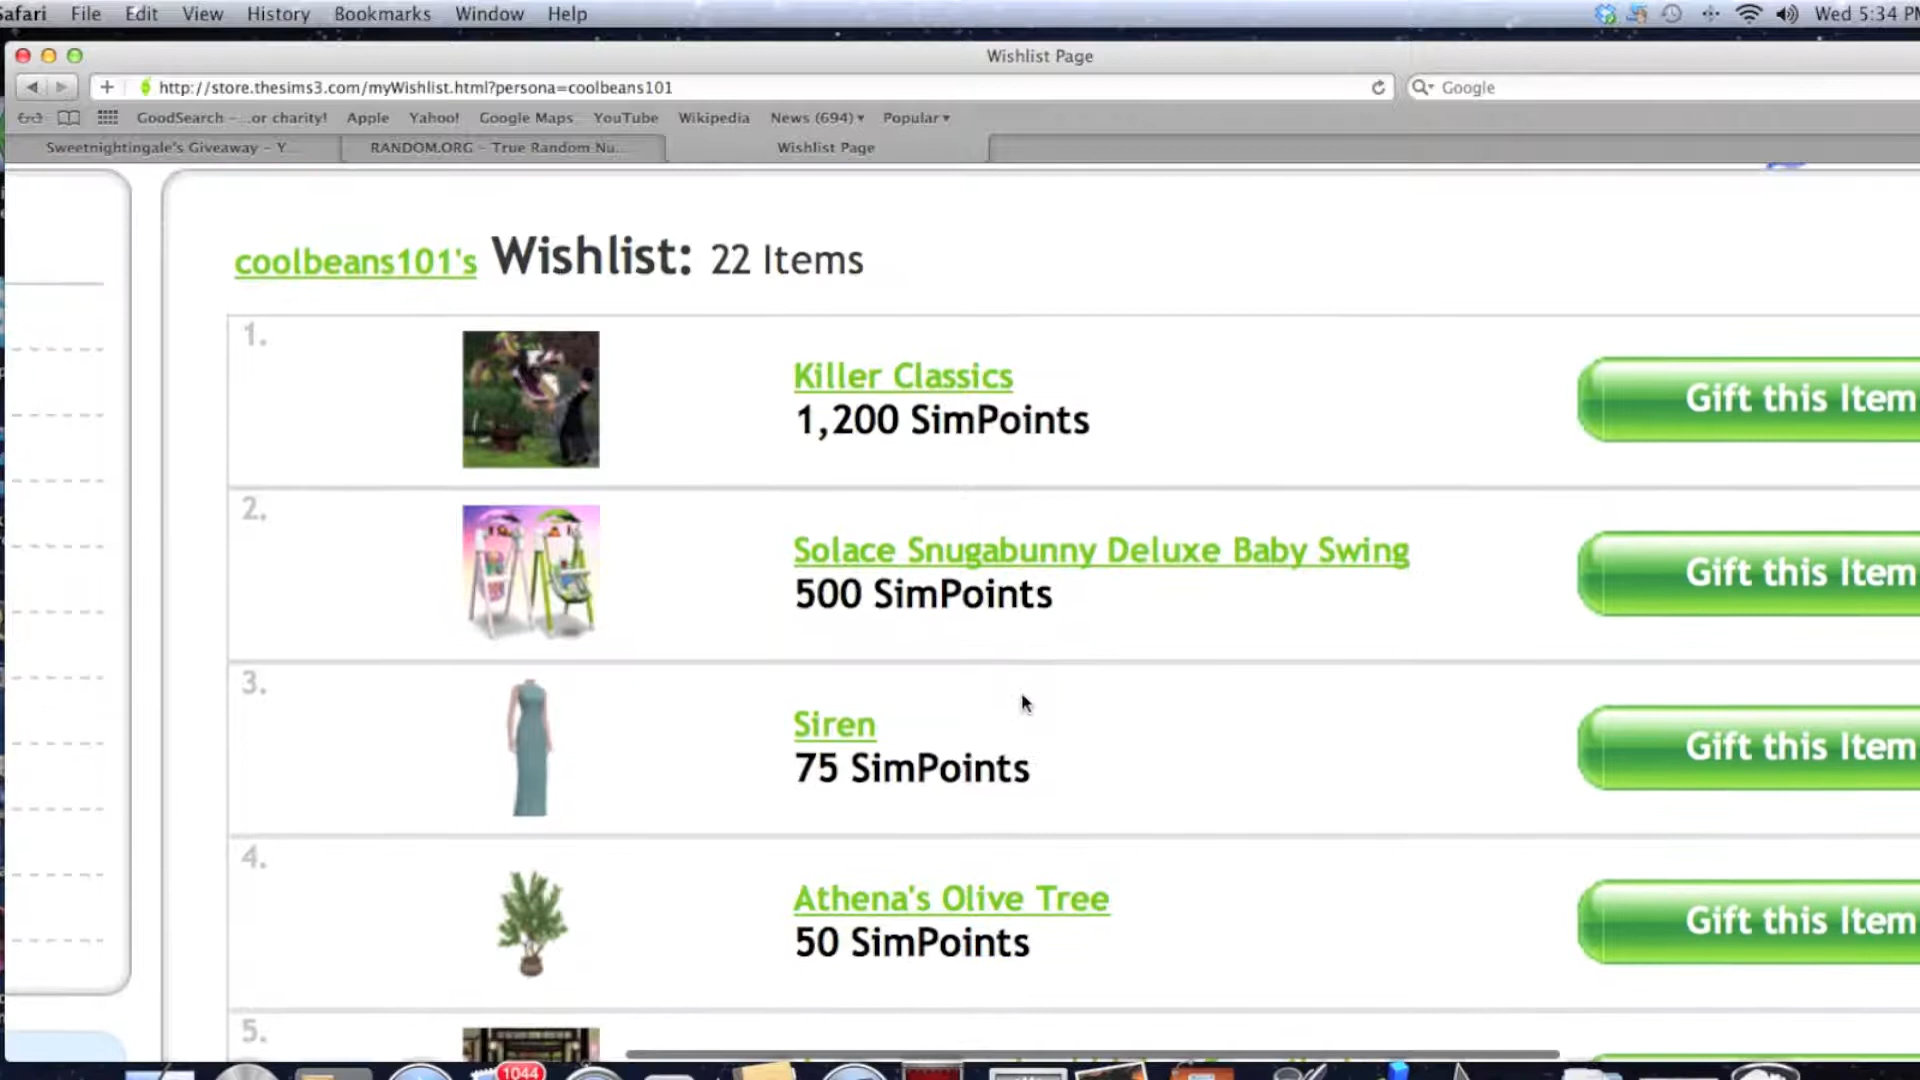 Safari File Edit View History Bookmarks Window Help Wed 5:34 PM
Wishlist Page
http://store.thesims3.com/myWishlist.html?persona=coolbeans101 Google
GoodSearch - ...or charity! Apple Yahoo! Google Maps YouTube Wikipedia News (694)▾ Popular▾
Sweetnightingale's Giveaway – Y... RANDOM.ORG – True Random Nu... Wishlist Page
coolbeans101's Wishlist: 22 Items
1.
Killer Classics
1,200 SimPoints
Gift this Item
2.
Solace Snugabunny Deluxe Baby Swing
500 SimPoints
Gift this Item
3.
Siren
75 SimPoints
Gift this Item
4.
Athena's Olive Tree
50 SimPoints
Gift this Item
5.
1044